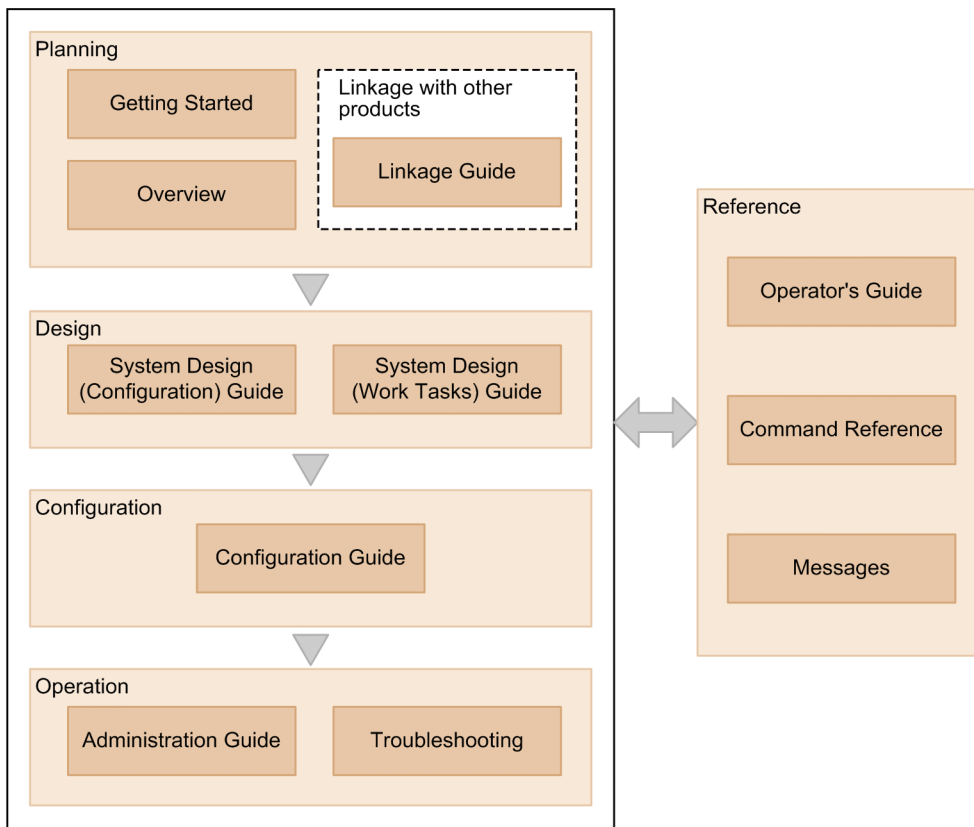 Planning
Getting Started
Overview
Linkage with other
products
Linkage Guide
Design
System Design
(Configuration) Guide
System Design
(Work Tasks) Guide
Configuration
Configuration Guide
Operation
Administration Guide
Troubleshooting
Reference
Operator's Guide
Command Reference
Messages